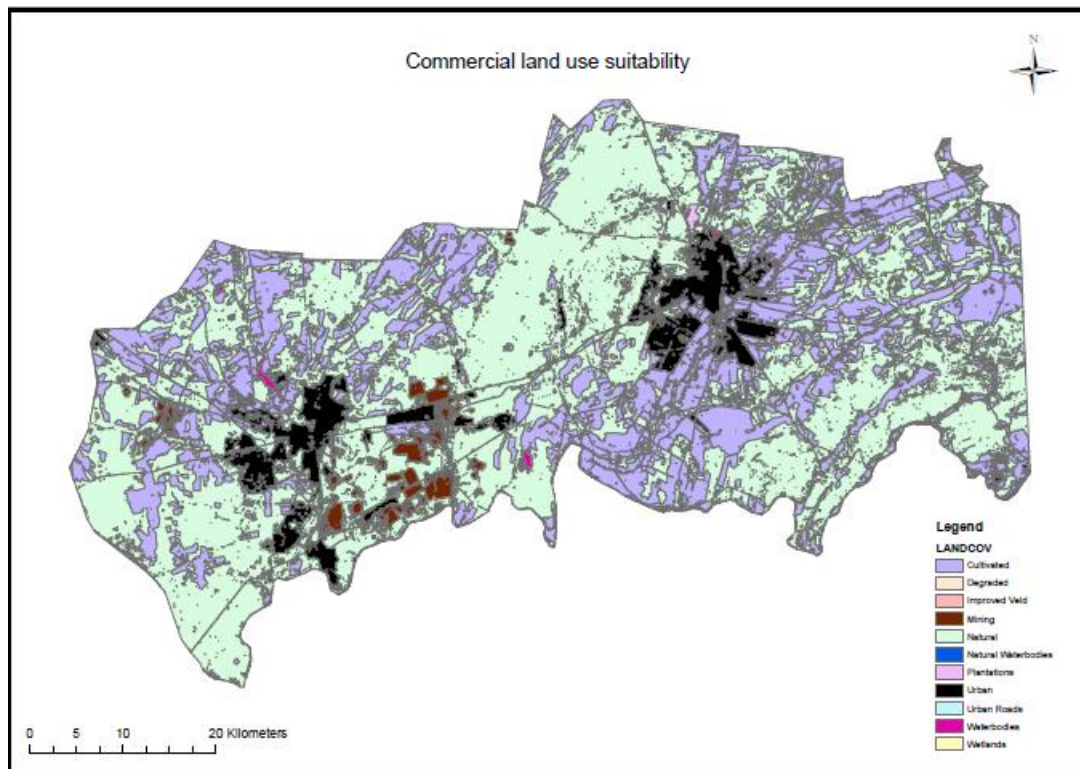 Commercial land use suitability
N
Legend
LANDCOV
Cultivated
Degraded
Improved Veld
Mining
Natural
Natural Waterbodies
Plantations
Urban
Urban Roads
Waterbodies
Wetlands
0 5 10 20 Kilometers